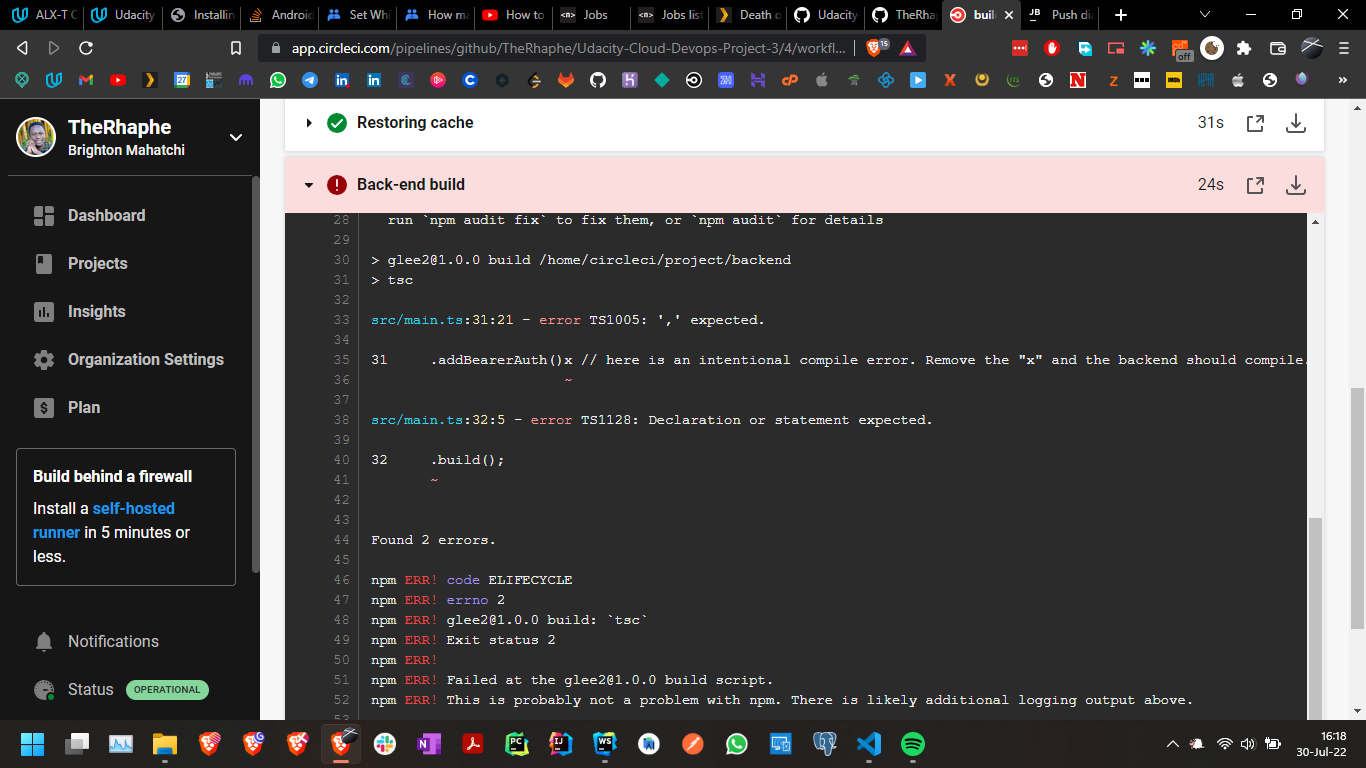 ALX-T C
Udacity
Installin
Android
Set Whi
How ma
How to
Jobs
Jobs list
Death o
Udacity
TheRhap
buil
Push di
app.circleci.com/pipelines/github/TheRhaphe/Udacity-Cloud-Devops-Project-3/4/workfl...
15
off
TheRhaphe
Brighton Mahatchi
Dashboard
Projects
Insights
Organization Settings
Plan
Build behind a firewall
Install a self-hosted
runner in 5 minutes or
less.
Notifications
Status OPERATIONAL
Restoring cache 31s
Back-end build 24s
28 run `npm audit fix` to fix them, or `npm audit` for details
29
30 > glee2@1.0.0 build /home/circleci/project/backend
31 > tsc
32
33 src/main.ts:31:21 - error TS1005: ',' expected.
34
35 31 .addBearerAuth()x // here is an intentional compile error. Remove the "x" and the backend should compile.
36 ~
37
38 src/main.ts:32:5 - error TS1128: Declaration or statement expected.
39
40 32 .build();
41 ~
42
43
44 Found 2 errors.
45
46 npm ERR! code ELIFECYCLE
47 npm ERR! errno 2
48 npm ERR! glee2@1.0.0 build: `tsc`
49 npm ERR! Exit status 2
50 npm ERR!
51 npm ERR! Failed at the glee2@1.0.0 build script.
52 npm ERR! This is probably not a problem with npm. There is likely additional logging output above.
53
16:18
30-Jul-22